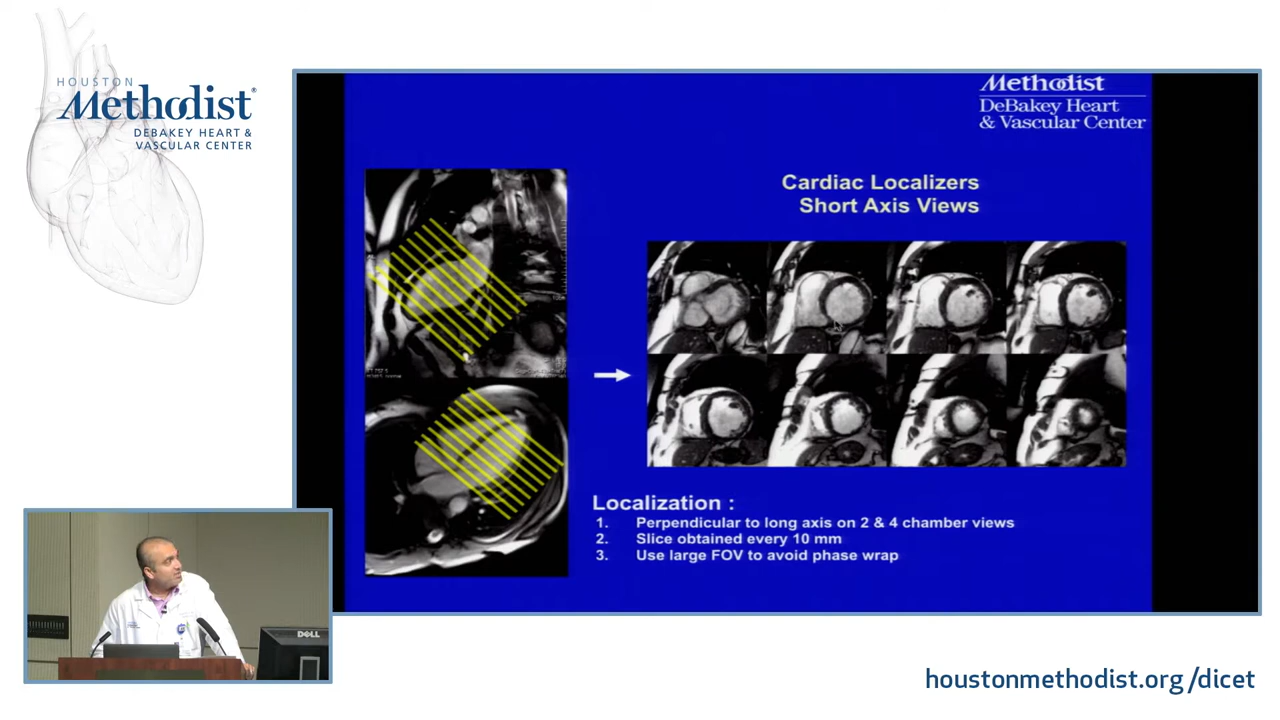 HOUSTON
Methodist®
DEBAKEY HEART &
VASCULAR CENTER
Methodist
DeBakey Heart
& Vascular Center
Cardiac Localizers
Short Axis Views
Localization :
1. Perpendicular to long axis on 2 & 4 chamber views
2. Slice obtained every 10 mm
3. Use large FOV to avoid phase wrap
DELL
houstonmethodist.org/dicet